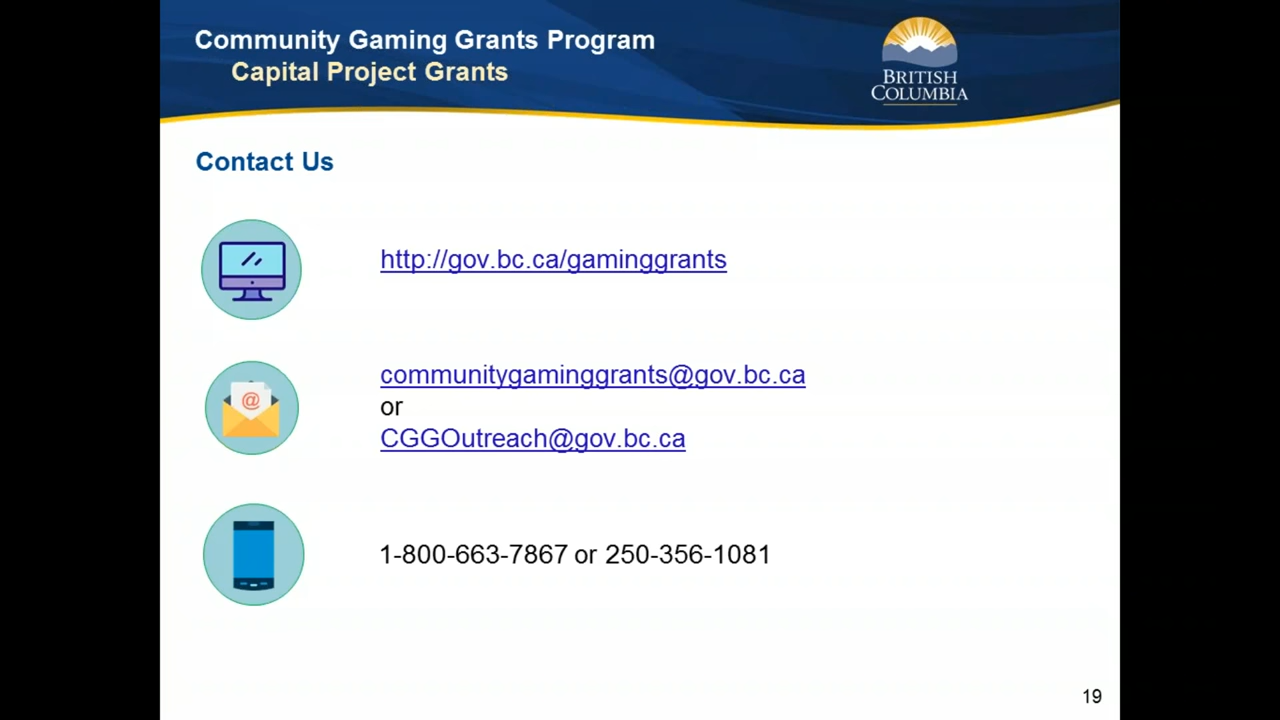 Community Gaming Grants Program
Capital Project Grants
BRITISH
COLUMBIA
Contact Us
http://gov.bc.ca/gaminggrants
@
communitygaminggrants@gov.bc.ca
or
CGGOutreach@gov.bc.ca
1-800-663-7867 or 250-356-1081
19